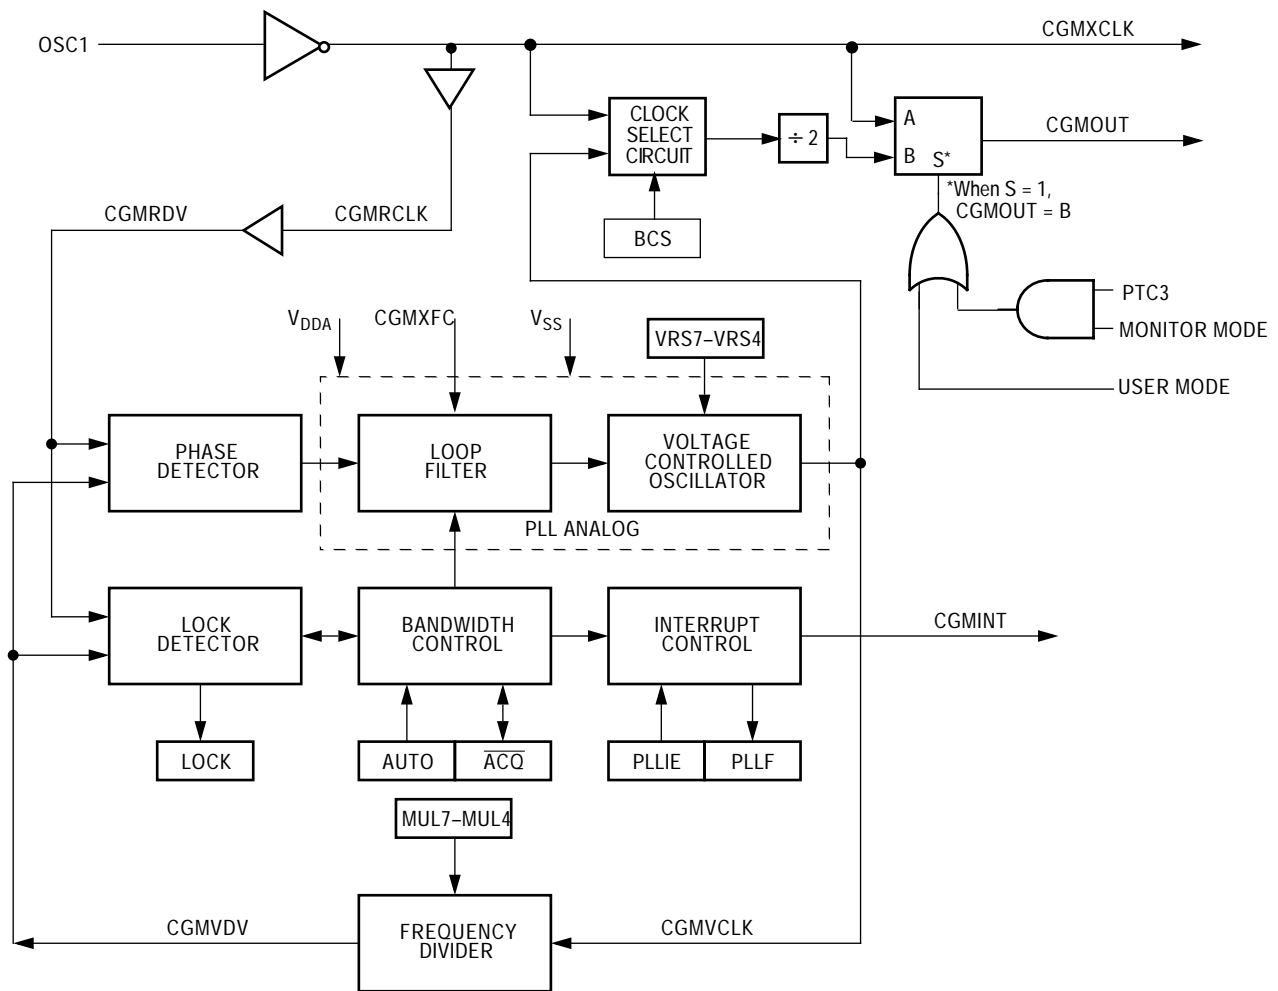 OSC1
CGMXCLK
CLOCK
SELECT
CIRCUIT
÷ 2
A
B
S*
CGMOUT
*When S = 1,
CGMOUT = B
BCS
CGMRDV
CGMRCLK
PTC3
MONITOR MODE
USER MODE
VDDA
CGMXFC
VSS
VRS7–VRS4
PHASE
DETECTOR
LOOP
FILTER
VOLTAGE
CONTROLLED
OSCILLATOR
PLL ANALOG
LOCK
DETECTOR
BANDWIDTH
CONTROL
INTERRUPT
CONTROL
CGMINT
LOCK
AUTO
ACQ
PLLIE
PLLF
MUL7–MUL4
CGMVDV
FREQUENCY
DIVIDER
CGMVCLK